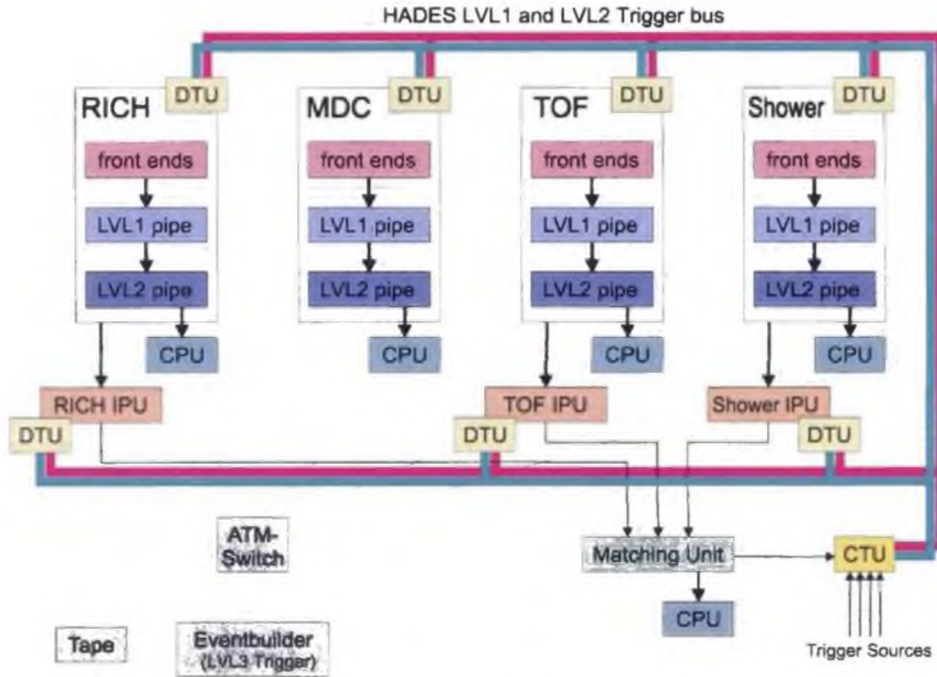 HADES LVL1 and LVL2 Trigger bus
DTU
DTU
DTU
DTU
RICH
MDC
TOF
Shower
front ends
front ends
front ends
front ends
LVL1 pipe
LVL1 pipe
LVL1 pipe
LVL1 pipe
LVL2 pipe
LVL2 pipe
LVL2 pipe
LVL2 pipe
CPU
CPU
CPU
CPU
RICH IPU
TOF IPU
Shower IPU
DTU
DTU
DTU
ATM-
Switch
Matching Unit
CTU
CPU
Tape
Eventbuilder
(LVL3 Trigger)
Trigger Sources